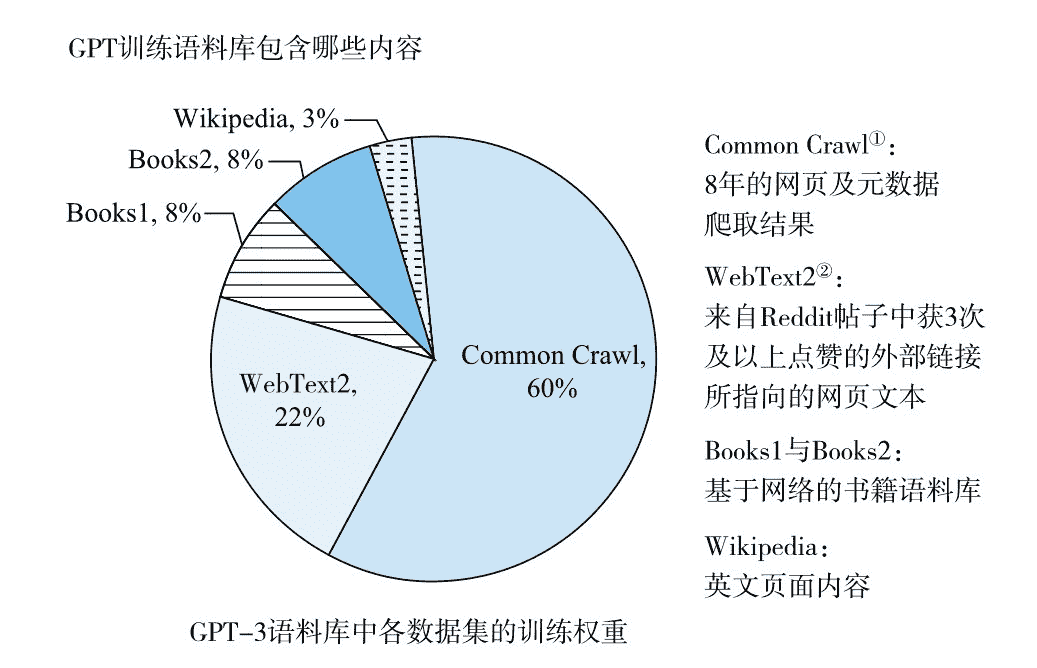 GPT训练语料库包含哪些内容
Wikipedia, 3%
Books2, 8%
Books1, 8%
WebText2,
22%
Common Crawl,
60%
Common Crawl①：
8年的网页及元数据
爬取结果
WebText2②：
来自Reddit帖子中获3次
及以上点赞的外部链接
所指向的网页文本
Books1与Books2：
基于网络的书籍语料库
Wikipedia：
英文页面内容
GPT-3语料库中各数据集的训练权重